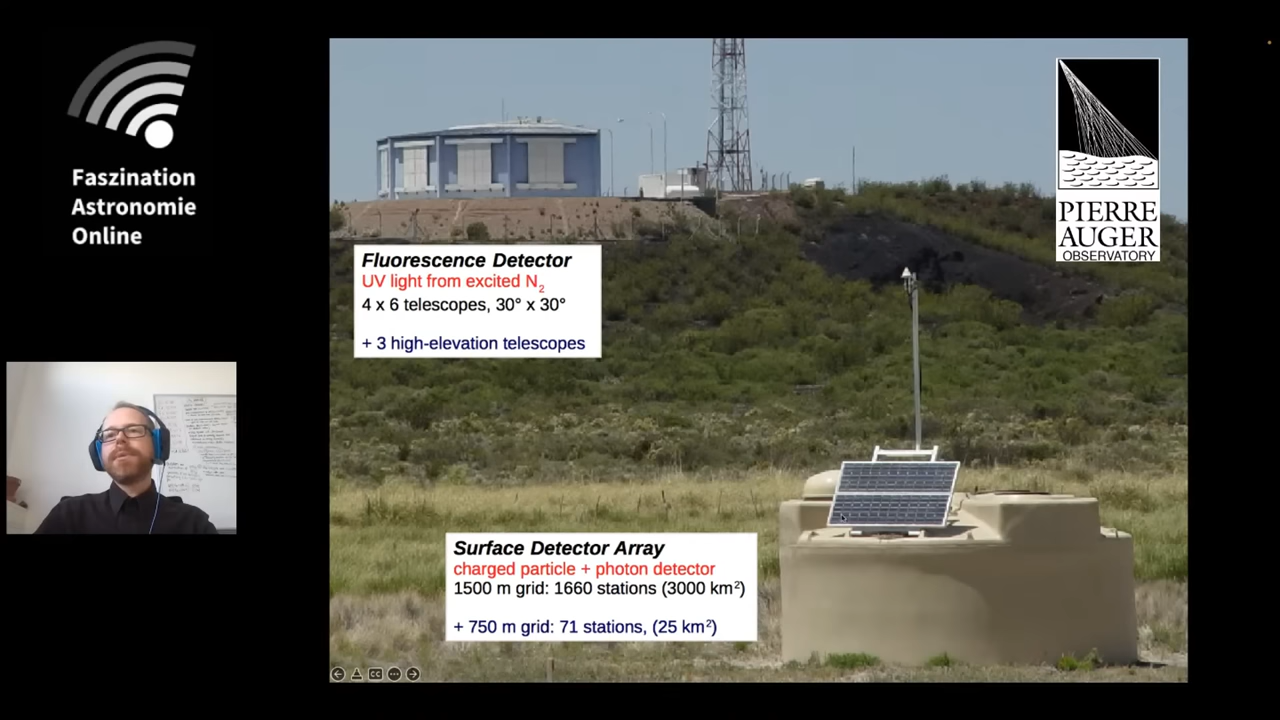 Faszination
Astronomie
Online
PIERRE
AUGER
OBSERVATORY
Fluorescence Detector
UV light from excited N₂
4 x 6 telescopes, 30° x 30°
+ 3 high-elevation telescopes
Surface Detector Array
charged particle + photon detector
1500 m grid: 1660 stations (3000 km²)
+ 750 m grid: 71 stations, (25 km²)
CC